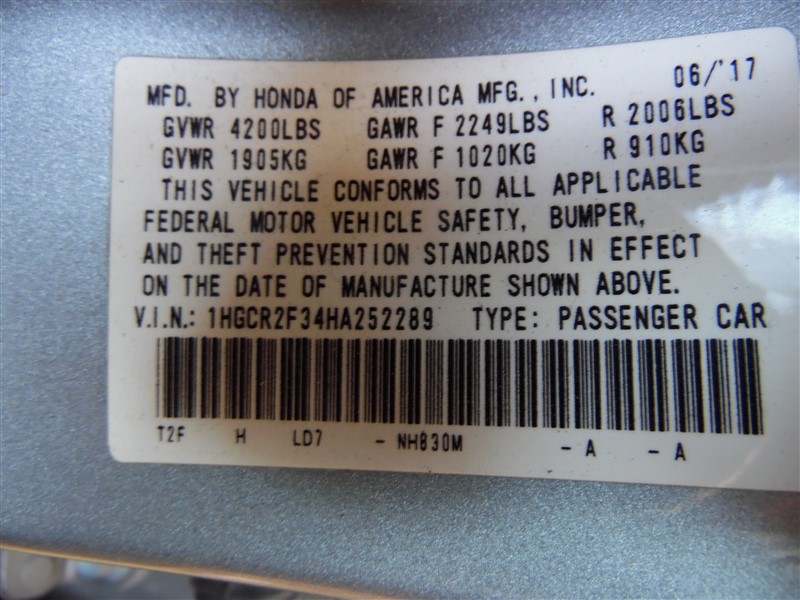 MFD. BY HONDA OF AMERICA MFG., INC. 06/'17
GVWR 4200LBS GAWR F 2249LBS R 2006LBS
GVWR 1905KG GAWR F 1020KG R 910KG
THIS VEHICLE CONFORMS TO ALL APPLICABLE
FEDERAL MOTOR VEHICLE SAFETY, BUMPER,
AND THEFT PREVENTION STANDARDS IN EFFECT
ON THE DATE OF MANUFACTURE SHOWN ABOVE.
V.I.N.: 1HGCR2F34HA252289 TYPE: PASSENGER CAR
T2F H LD7 - NH830M - A - A